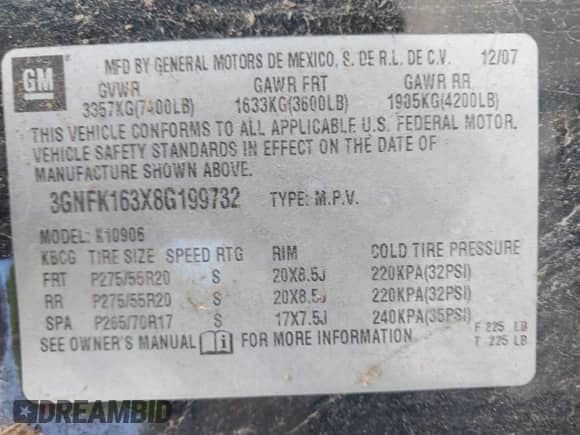 GM
MFD BY GENERAL MOTORS DE MEXICO, S. DE R.L. DE C.V. 12/07
GVWR GAWR FRT GAWR RR
3357KG(7400LB) 1633KG(3600LB) 1905KG(4200LB)
THIS VEHICLE CONFORMS TO ALL APPLICABLE U.S. FEDERAL MOTOR.
VEHICLE SAFETY STANDARDS IN EFFECT ON THE DATE OF
MANUFACTURE SHOWN ABOVE.
3GNFK163X8G199732 TYPE: M.P.V.
MODEL: K10906
KBCG TIRE SIZE SPEED RTG RIM COLD TIRE PRESSURE
FRT P275/55R20 S 20X8.5J 220KPA(32PSI)
RR P275/55R20 S 20X8.5J 220KPA(32PSI)
SPA P265/70R17 S 17X7.5J 240KPA(35PSI)
F 225 LB
SEE OWNER'S MANUAL i FOR MORE INFORMATION. T 225 LB
DREAMBID